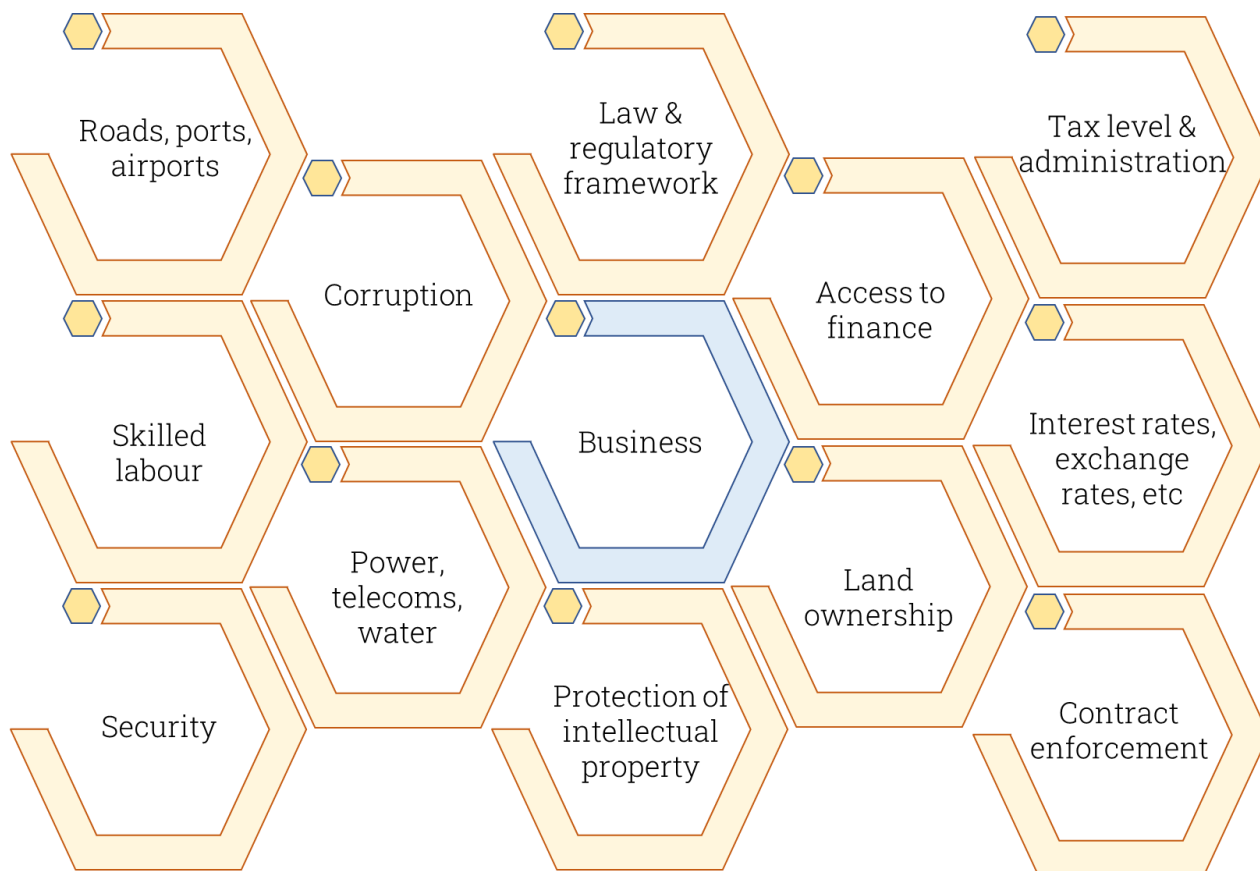 Roads, ports,
airports
Law &
regulatory
framework
Tax level &
administration
Corruption
Access to
finance
Skilled
labour
Business
Interest rates,
exchange
rates, etc
Power,
telecoms,
water
Land
ownership
Security
Protection of
intellectual
property
Contract
enforcement